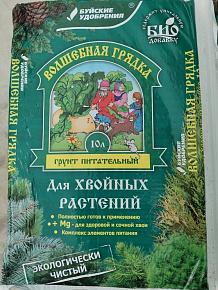 БУЙСКИЕ
УДОБРЕНИЯ
БИО
ДОБАВКУ
ВОЛШЕБНАЯ ГРЯДКА
10л
ГРУНТ ПИТАТЕЛЬНЫЙ
для ХВОЙНЫХ
РАСТЕНИЙ
• Полностью готов к применению
• + Mg - для здоровой и сочной хвои
• Комплекс элементов питания
ЭКОЛОГИЧЕСКИ
ЧИСТЫЙ
ВОЛШЕБНАЯ ГРЯДКА
ВОЛШЕБНАЯ ГРЯДКА